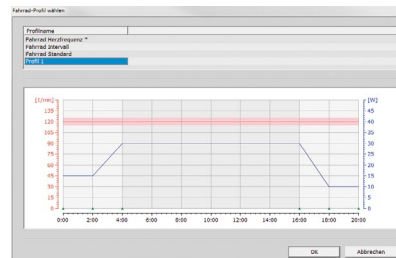 Fahrrad-Profil wählen
Profilname
Fahrrad Herzfrequenz *
Fahrrad Intervall
Fahrrad Standard
Profil 1
[1/min] [W]
135 45
120 40
105 35
90 30
75 25
60 20
45 15
30 10
15 5
0 0
0:00 2:00 4:00 6:00 8:00 10:00 12:00 14:00 16:00 18:00 20:00
OK Abbrechen